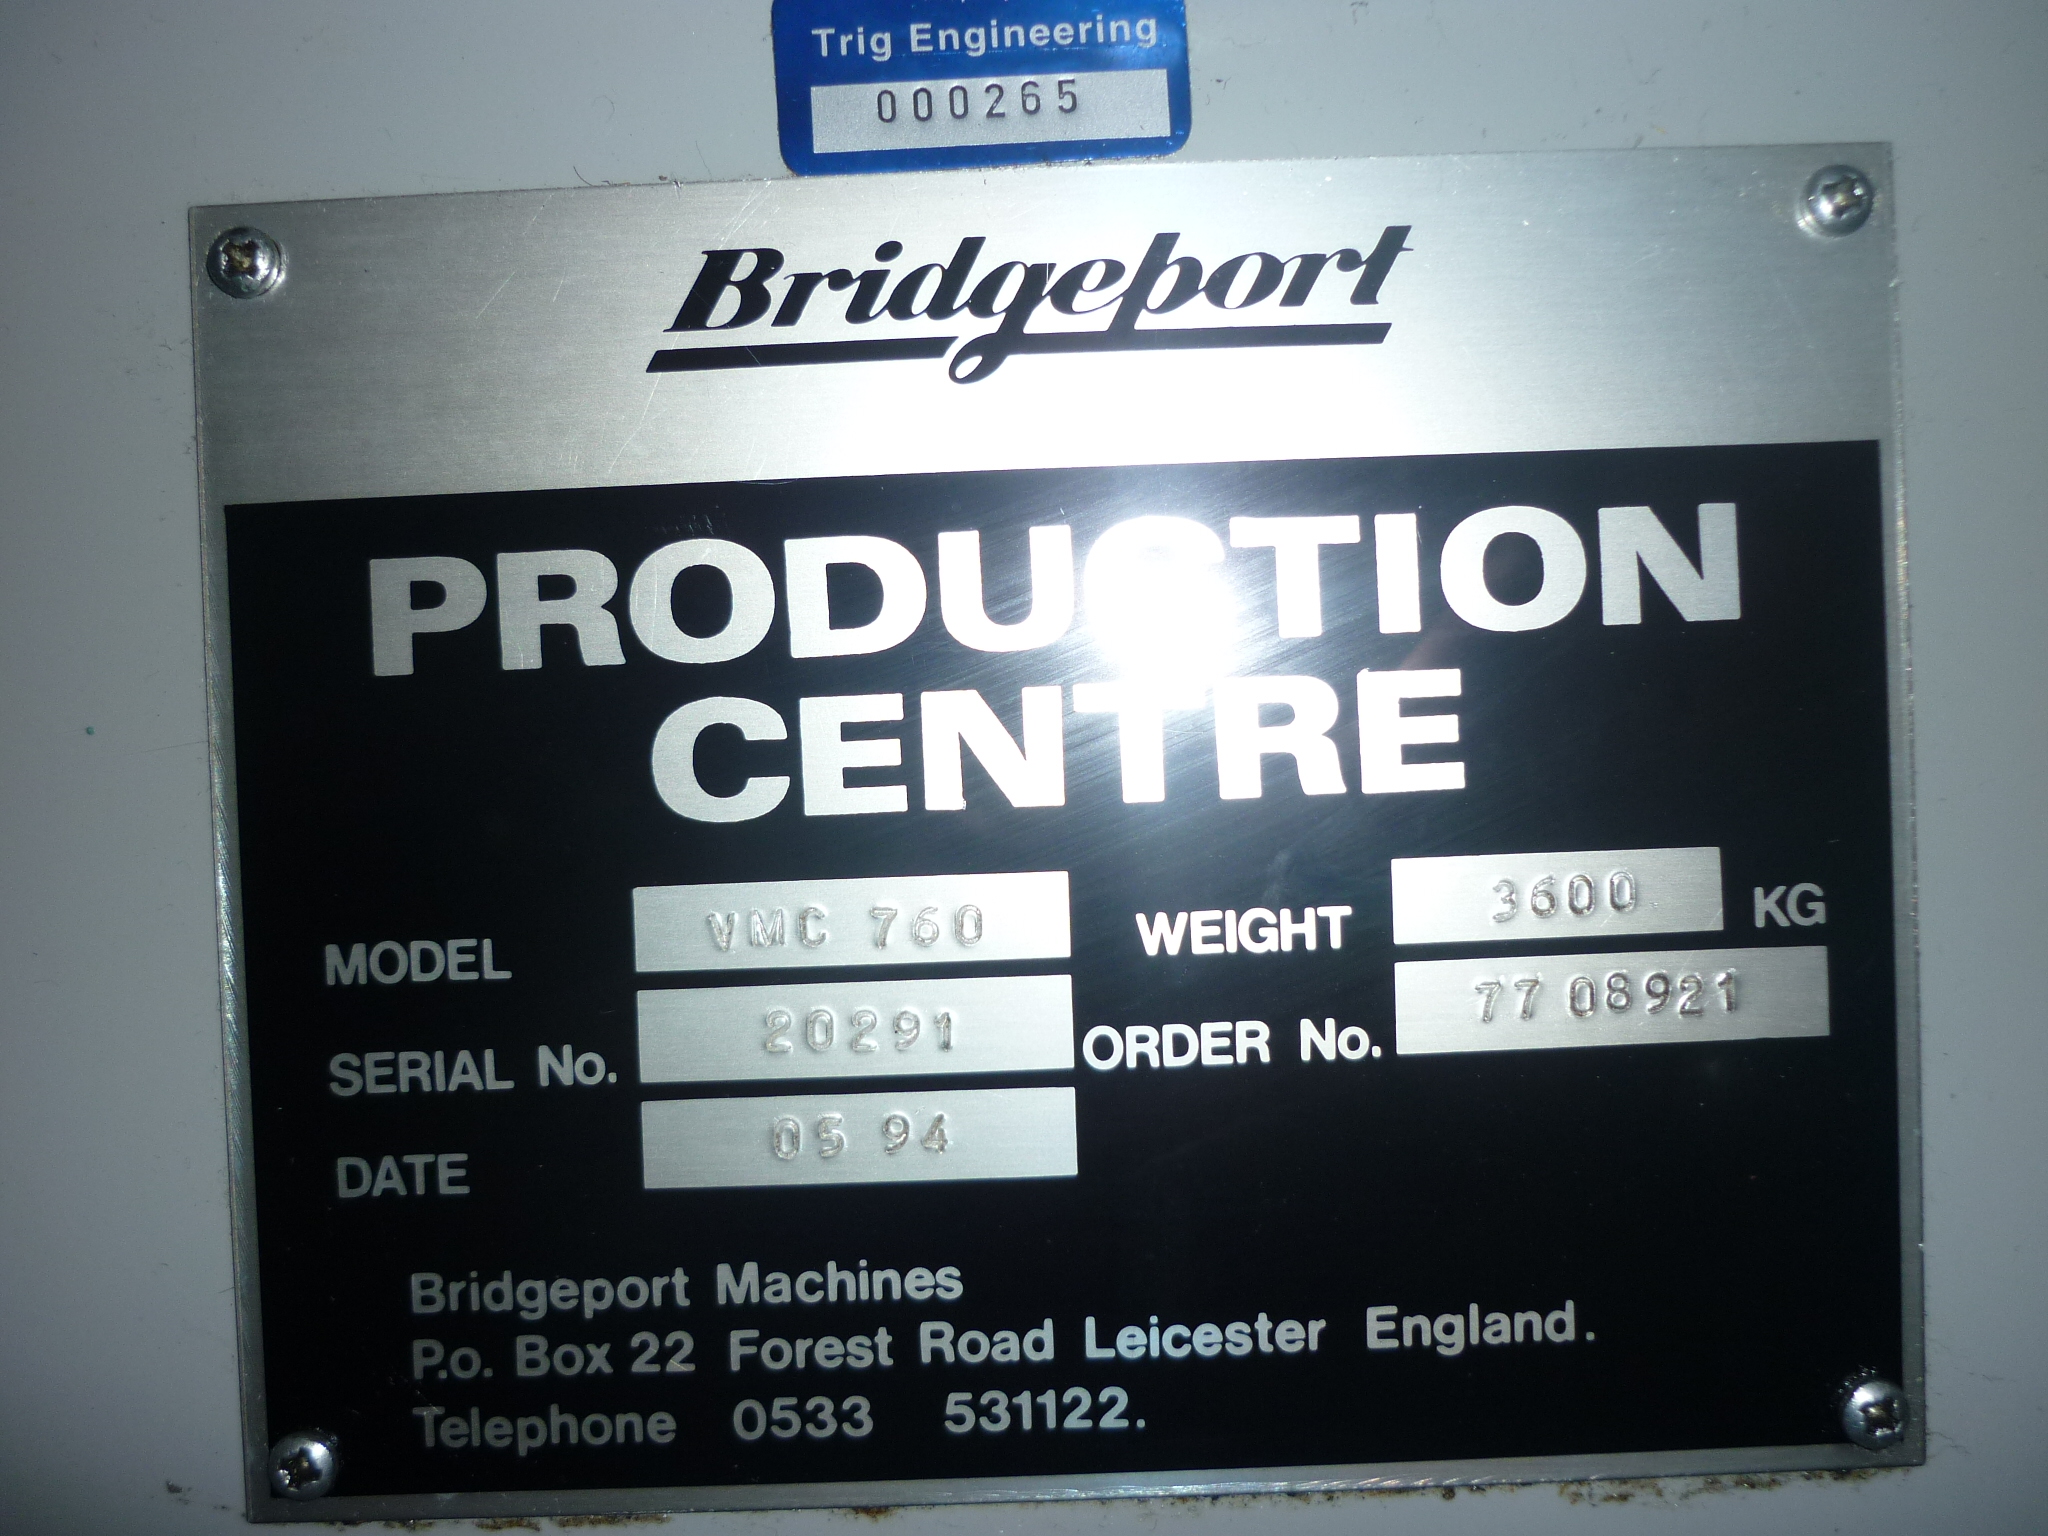 Trig Engineering
000265
Bridgeport
PRODUCTION
CENTRE
MODEL VMC 760 WEIGHT 3600 KG
SERIAL No. 20291 ORDER No. 77 08921
DATE 05 94
Bridgeport Machines
P.o. Box 22 Forest Road Leicester England.
Telephone 0533 531122.